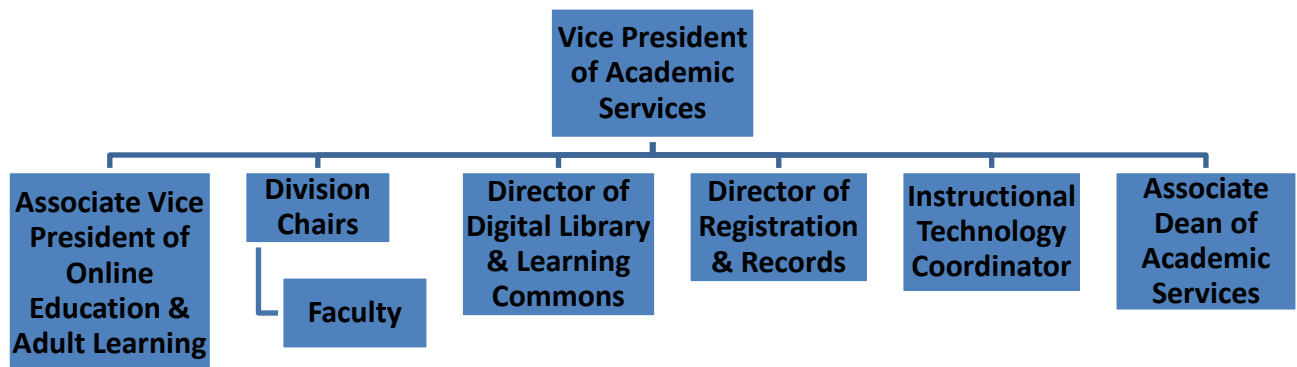 Vice President
of Academic
Services
Associate Vice
President of
Online
Education &
Adult Learning
Division
Chairs
Faculty
Director of
Digital Library
& Learning
Commons
Director of
Registration
& Records
Instructional
Technology
Coordinator
Associate
Dean of
Academic
Services